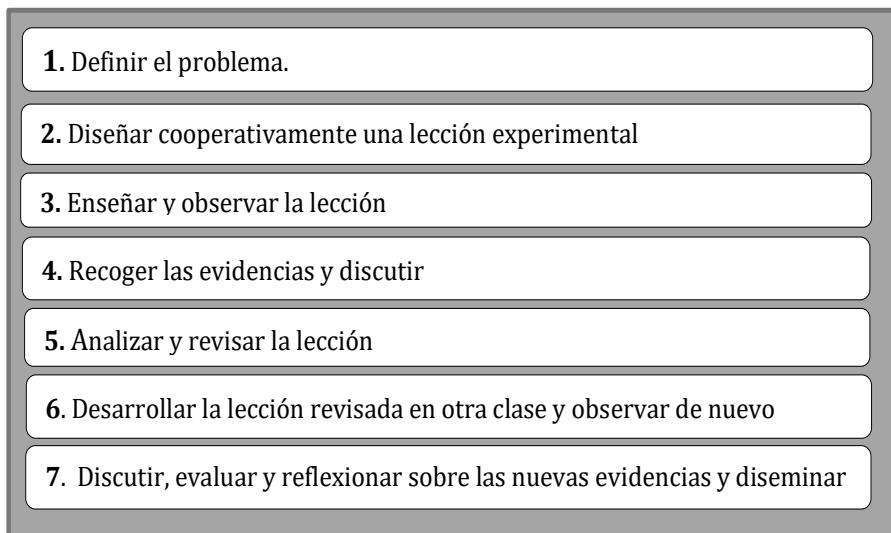 1. Definir el problema.
2. Diseñar cooperativamente una lección experimental
3. Enseñar y observar la lección
4. Recoger las evidencias y discutir
5. Analizar y revisar la lección
6. Desarrollar la lección revisada en otra clase y observar de nuevo
7. Discutir, evaluar y reflexionar sobre las nuevas evidencias y diseminar